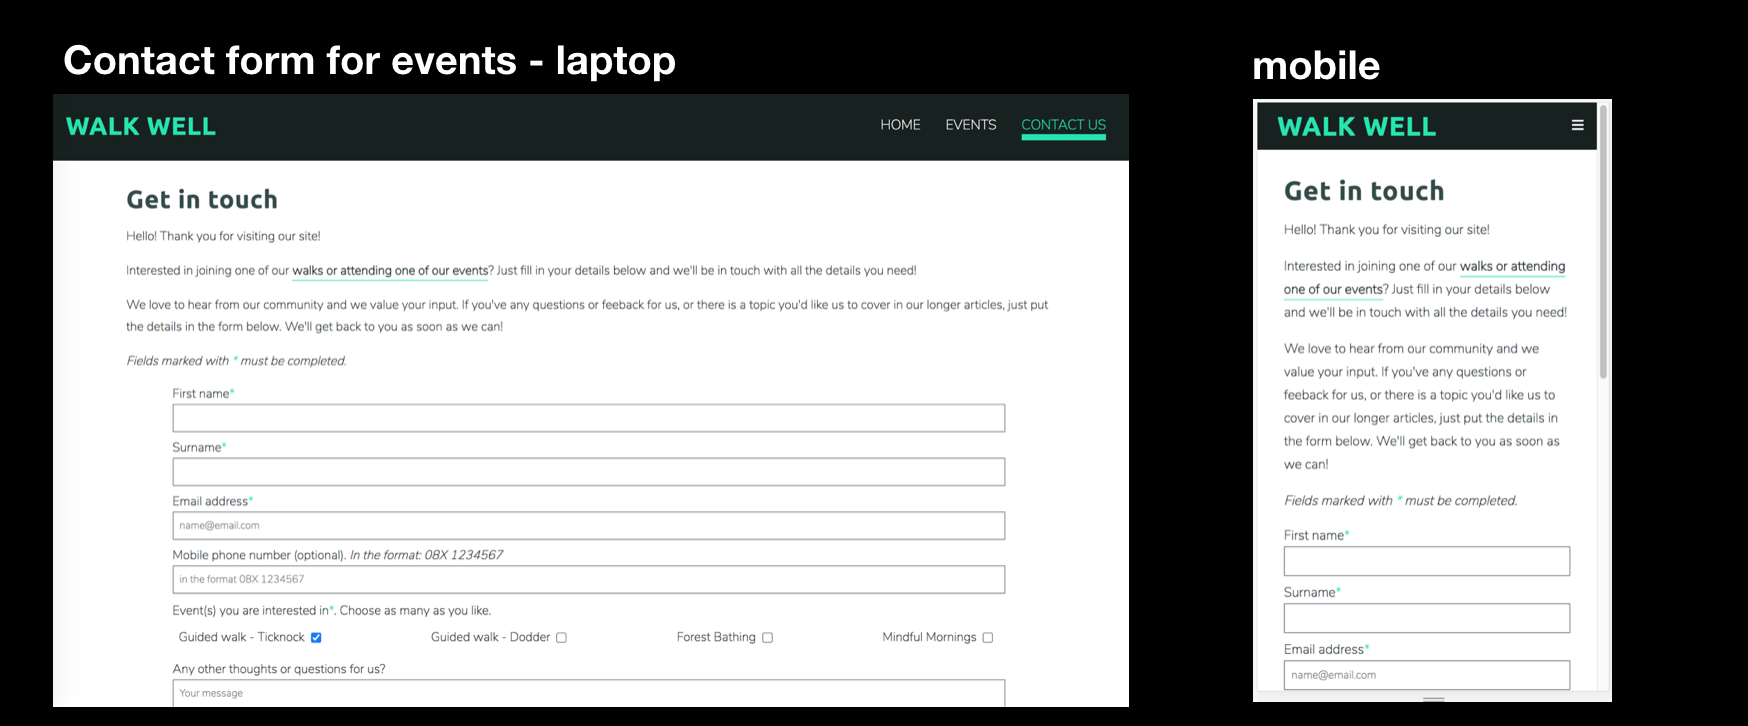 Contact form for events - laptop
WALK WELL
HOME EVENTS CONTACT US
Get in touch
Hello! Thank you for visiting our site!
Interested in joining one of our walks or attending one of our events? Just fill in your details below and we'll be in touch with all the details you need!
We love to hear from our community and we value your input. If you've any questions or feeback for us, or there is a topic you'd like us to cover in our longer articles, just put
the details in the form below. We'll get back to you as soon as we can!
Fields marked with * must be completed.
First name*
Surname*
Email address*
name@email.com
Mobile phone number (optional). In the format: 08X 1234567
in the format 08X 1234567
Event(s) you are interested in*. Choose as many as you like.
Guided walk - Ticknock Guided walk - Dodder Forest Bathing Mindful Mornings
Any other thoughts or questions for us?
Your message
mobile
WALK WELL
Get in touch
Hello! Thank you for visiting our site!
Interested in joining one of our walks or attending
one of our events? Just fill in your details below
and we'll be in touch with all the details you need!
We love to hear from our community and we
value your input. If you've any questions or
feeback for us, or there is a topic you'd like us to
cover in our longer articles, just put the details in
the form below. We'll get back to you as soon as
we can!
Fields marked with * must be completed.
First name*
Surname*
Email address*
name@email.com